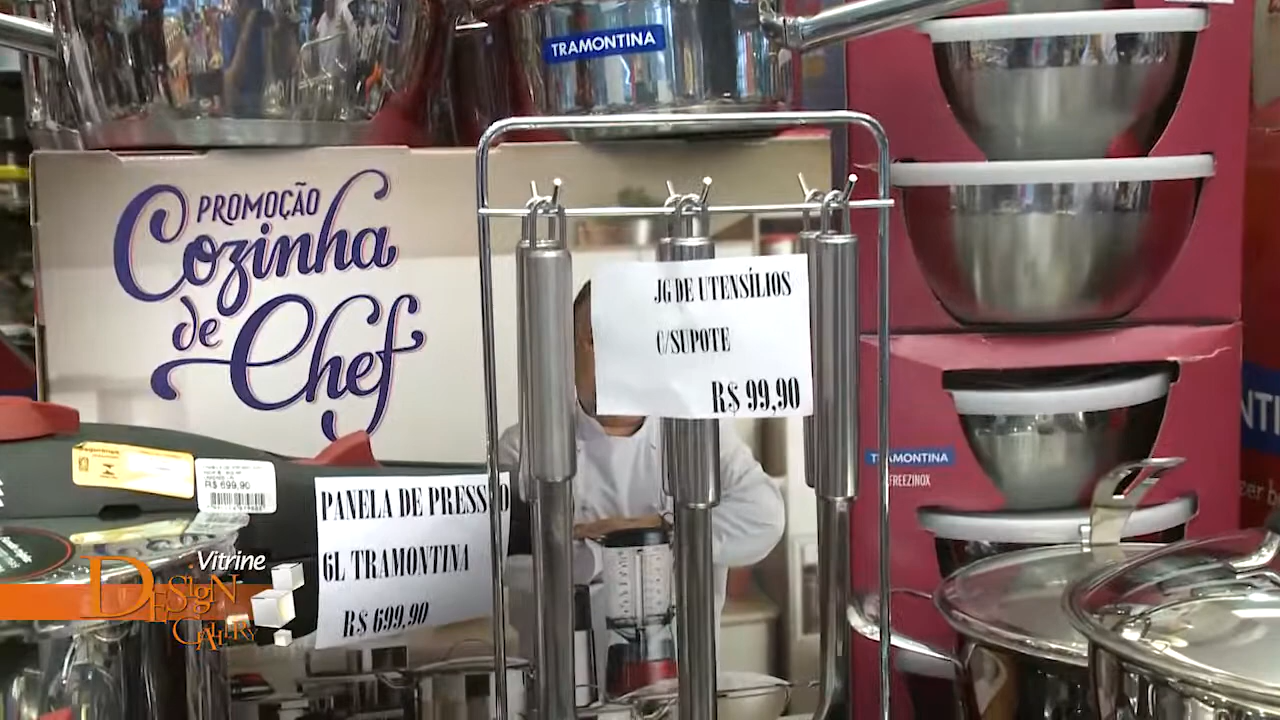 TRAMONTINA
PROMOÇÃO
Cozinha
de
Chef
JG DE UTENSÍLIOS
C/SUPOTE
R$ 99,90
TRAMONTINA
FREEZINOX
R$ 699,90
PANELA DE PRESS O
6L TRAMONTINA
R$ 699,90
Vitrine
DESIGN
GALLERY